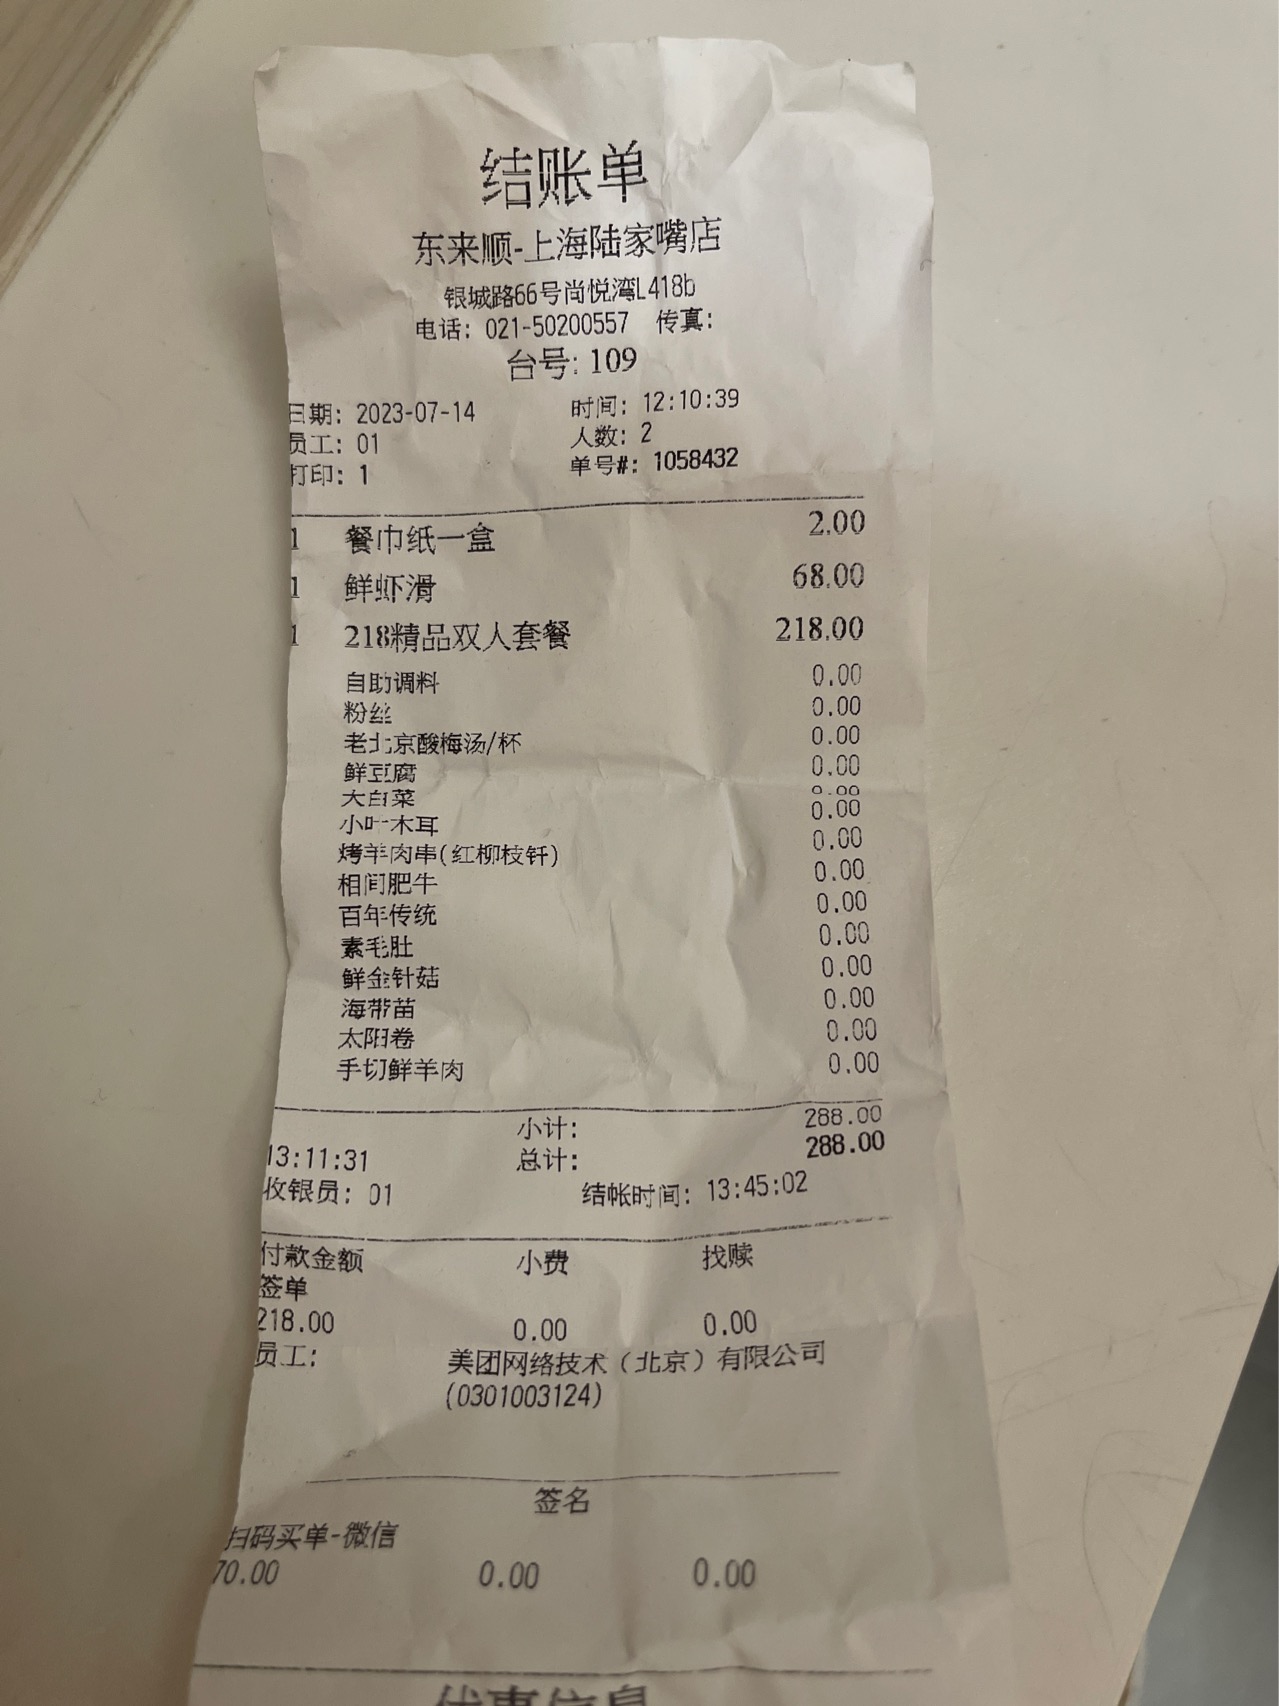 结账单
东来顺-上海陆家嘴店
银城路66号尚悦湾L418b
电话: 021-50200557 传真:
台号: 109
日期: 2023-07-14 时间: 12:10:39
员工: 01 人数: 2
打印: 1 单号#: 1058432
1 餐巾纸一盒 2.00
1 鲜虾滑 68.00
1 218精品双人套餐 218.00
自助调料 0.00
粉丝 0.00
老北京酸梅汤/杯 0.00
鲜豆腐 0.00
大白菜 0.00
小叶木耳 0.00
烤羊肉串(红柳枝钎) 0.00
相间肥牛 0.00
百年传统 0.00
素毛肚 0.00
鲜金针菇 0.00
海带苗 0.00
太阳卷 0.00
手切鲜羊肉 0.00
小计: 288.00
13:11:31 总计: 288.00
收银员: 01 结帐时间: 13:45:02
付款金额 小费 找赎
签单
218.00 0.00 0.00
员工: 美团网络技术（北京）有限公司
(0301003124)
签名
扫码买单-微信
70.00 0.00 0.00
优惠信息